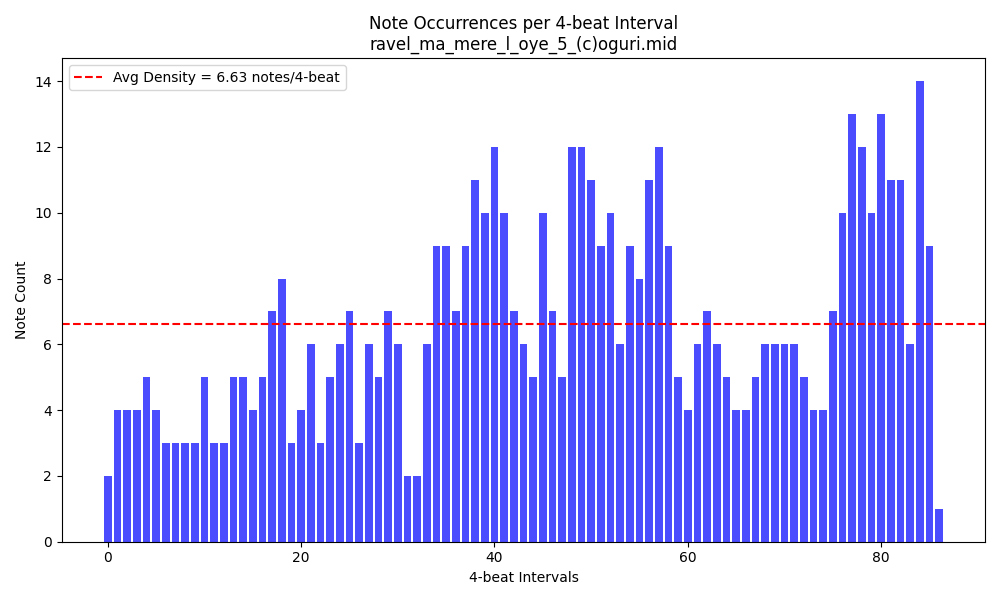 Note Occurrences per 4-beat Interval
ravel_ma_mere_l_oye_5_(c)oguri.mid
Avg Density = 6.63 notes/4-beat
Note Count
14
12
10
8
6
4
2
0
0 20 40 60 80
4-beat Intervals